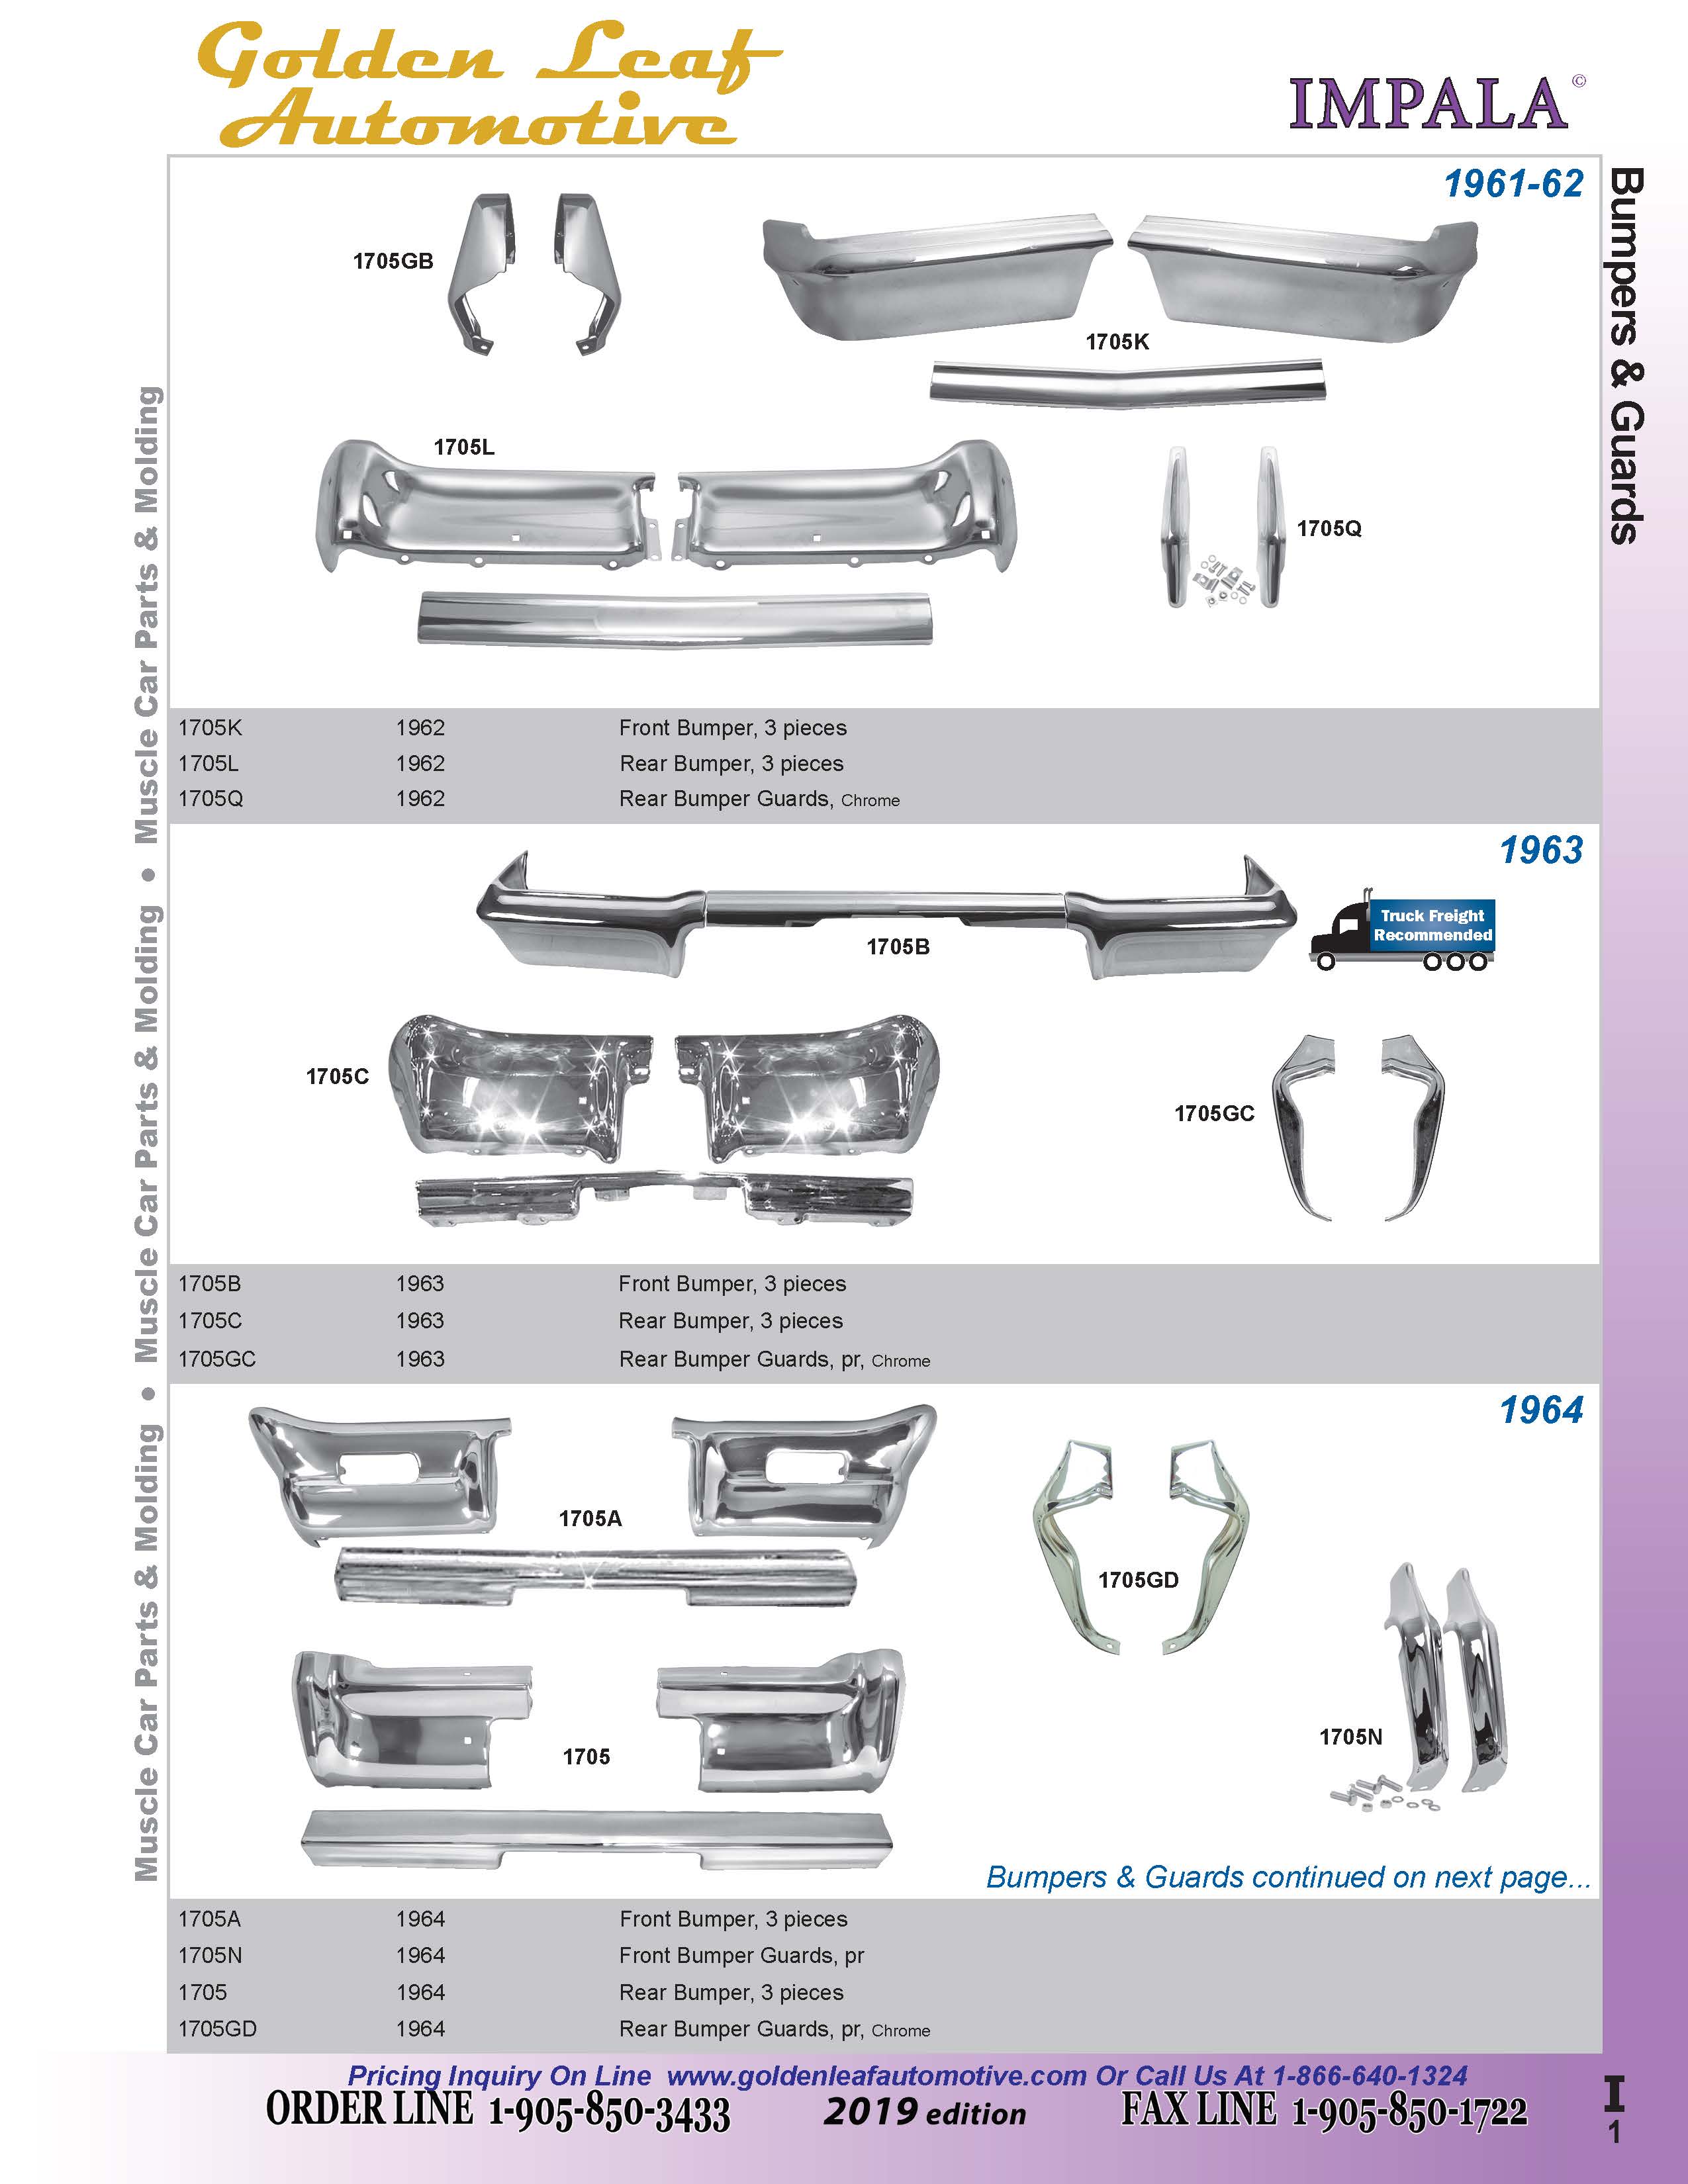 Golden Leaf
Automotive
IMPALA©
Bumpers & Guards
Muscle Car Parts & Molding • Muscle Car Parts & Molding • Muscle Car Parts & Molding
1961-62
1705GB
1705K
1705L
1705Q
1705K 1962 Front Bumper, 3 pieces
1705L 1962 Rear Bumper, 3 pieces
1705Q 1962 Rear Bumper Guards, Chrome
1963
1705B
Truck Freight
Recommended
1705C
1705GC
1705B 1963 Front Bumper, 3 pieces
1705C 1963 Rear Bumper, 3 pieces
1705GC 1963 Rear Bumper Guards, pr, Chrome
1964
1705A
1705GD
1705N
1705
Bumpers & Guards continued on next page...
1705A 1964 Front Bumper, 3 pieces
1705N 1964 Front Bumper Guards, pr
1705 1964 Rear Bumper, 3 pieces
1705GD 1964 Rear Bumper Guards, pr, Chrome
Pricing Inquiry On Line www.goldenleafautomotive.com Or Call Us At 1-866-640-1324
ORDER LINE 1-905-850-3433 2019 edition FAX LINE 1-905-850-1722
I
1